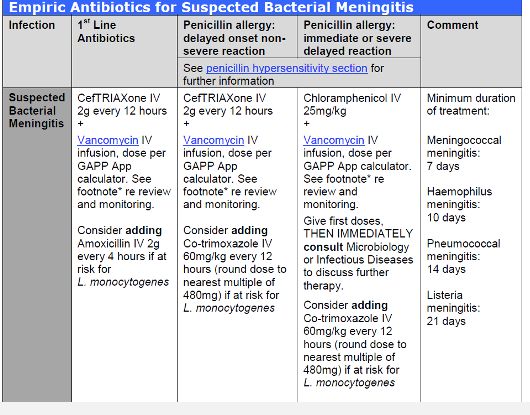 Empiric Antibiotics for Suspected Bacterial Meningitis
Infection
1st Line
Antibiotics
Penicillin allergy:
delayed onset non-
severe reaction
Penicillin allergy:
immediate or severe
delayed reaction
Comment
See penicillin hypersensitivity section for
further information
Suspected
Bacterial
Meningitis
CefTRIAXone IV
2g every 12 hours
+
Vancomycin IV
infusion, dose per
GAPP App
calculator. See
footnote* re review
and monitoring.
Consider adding
Amoxicillin IV 2g
every 4 hours if at
risk for
L. monocytogenes
CefTRIAXone IV
2g every 12 hours
+
Vancomycin IV
infusion, dose per
GAPP App
calculator. See
footnote* re review
and monitoring.
Consider adding
Co-trimoxazole IV
60mg/kg every 12
hours (round dose to
nearest multiple of
480mg) if at risk for
L. monocytogenes
Chloramphenicol IV
25mg/kg
+
Vancomycin IV
infusion, dose per
GAPP App calculator.
See footnote* re
review and
monitoring.
Give first doses,
THEN IMMEDIATELY
consult Microbiology
or Infectious Diseases
to discuss further
therapy.
Consider adding
Co-trimoxazole IV
60mg/kg every 12
hours (round dose to
nearest multiple of
480mg) if at risk for
L. monocytogenes
Minimum duration
of treatment:
Meningococcal
meningitis:
7 days
Haemophilus
meningitis:
10 days
Pneumococcal
meningitis:
14 days
Listeria
meningitis:
21 days